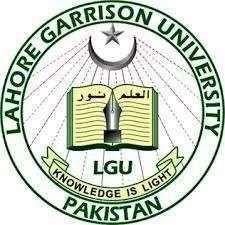 LAHORE GARRISON UNIVERSITY
العلم نور
LGU
KNOWLEDGE IS LIGHT
PAKISTAN